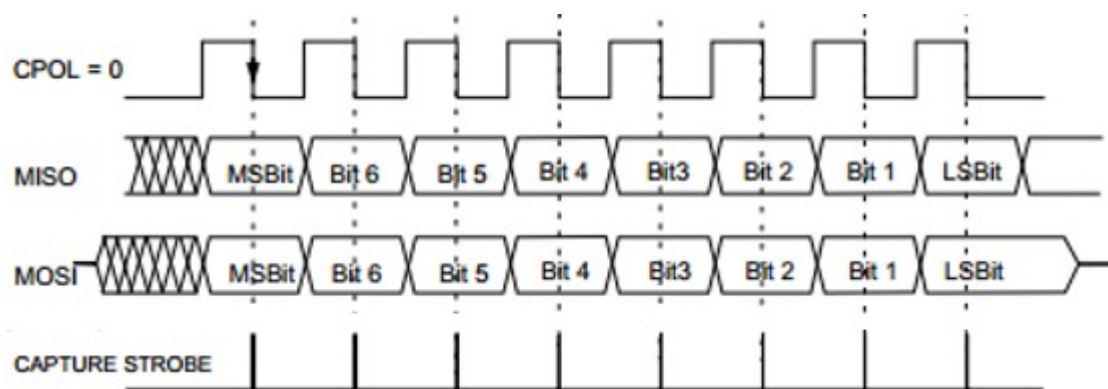 CPOL = 0
MISO MSBit Bit 6 Bit 5 Bit 4 Bit3 Bit 2 Bit 1 LSBit
MOSI MSBit Bit 6 Bit 5 Bit 4 Bit3 Bit 2 Bit 1 LSBit
CAPTURE STROBE